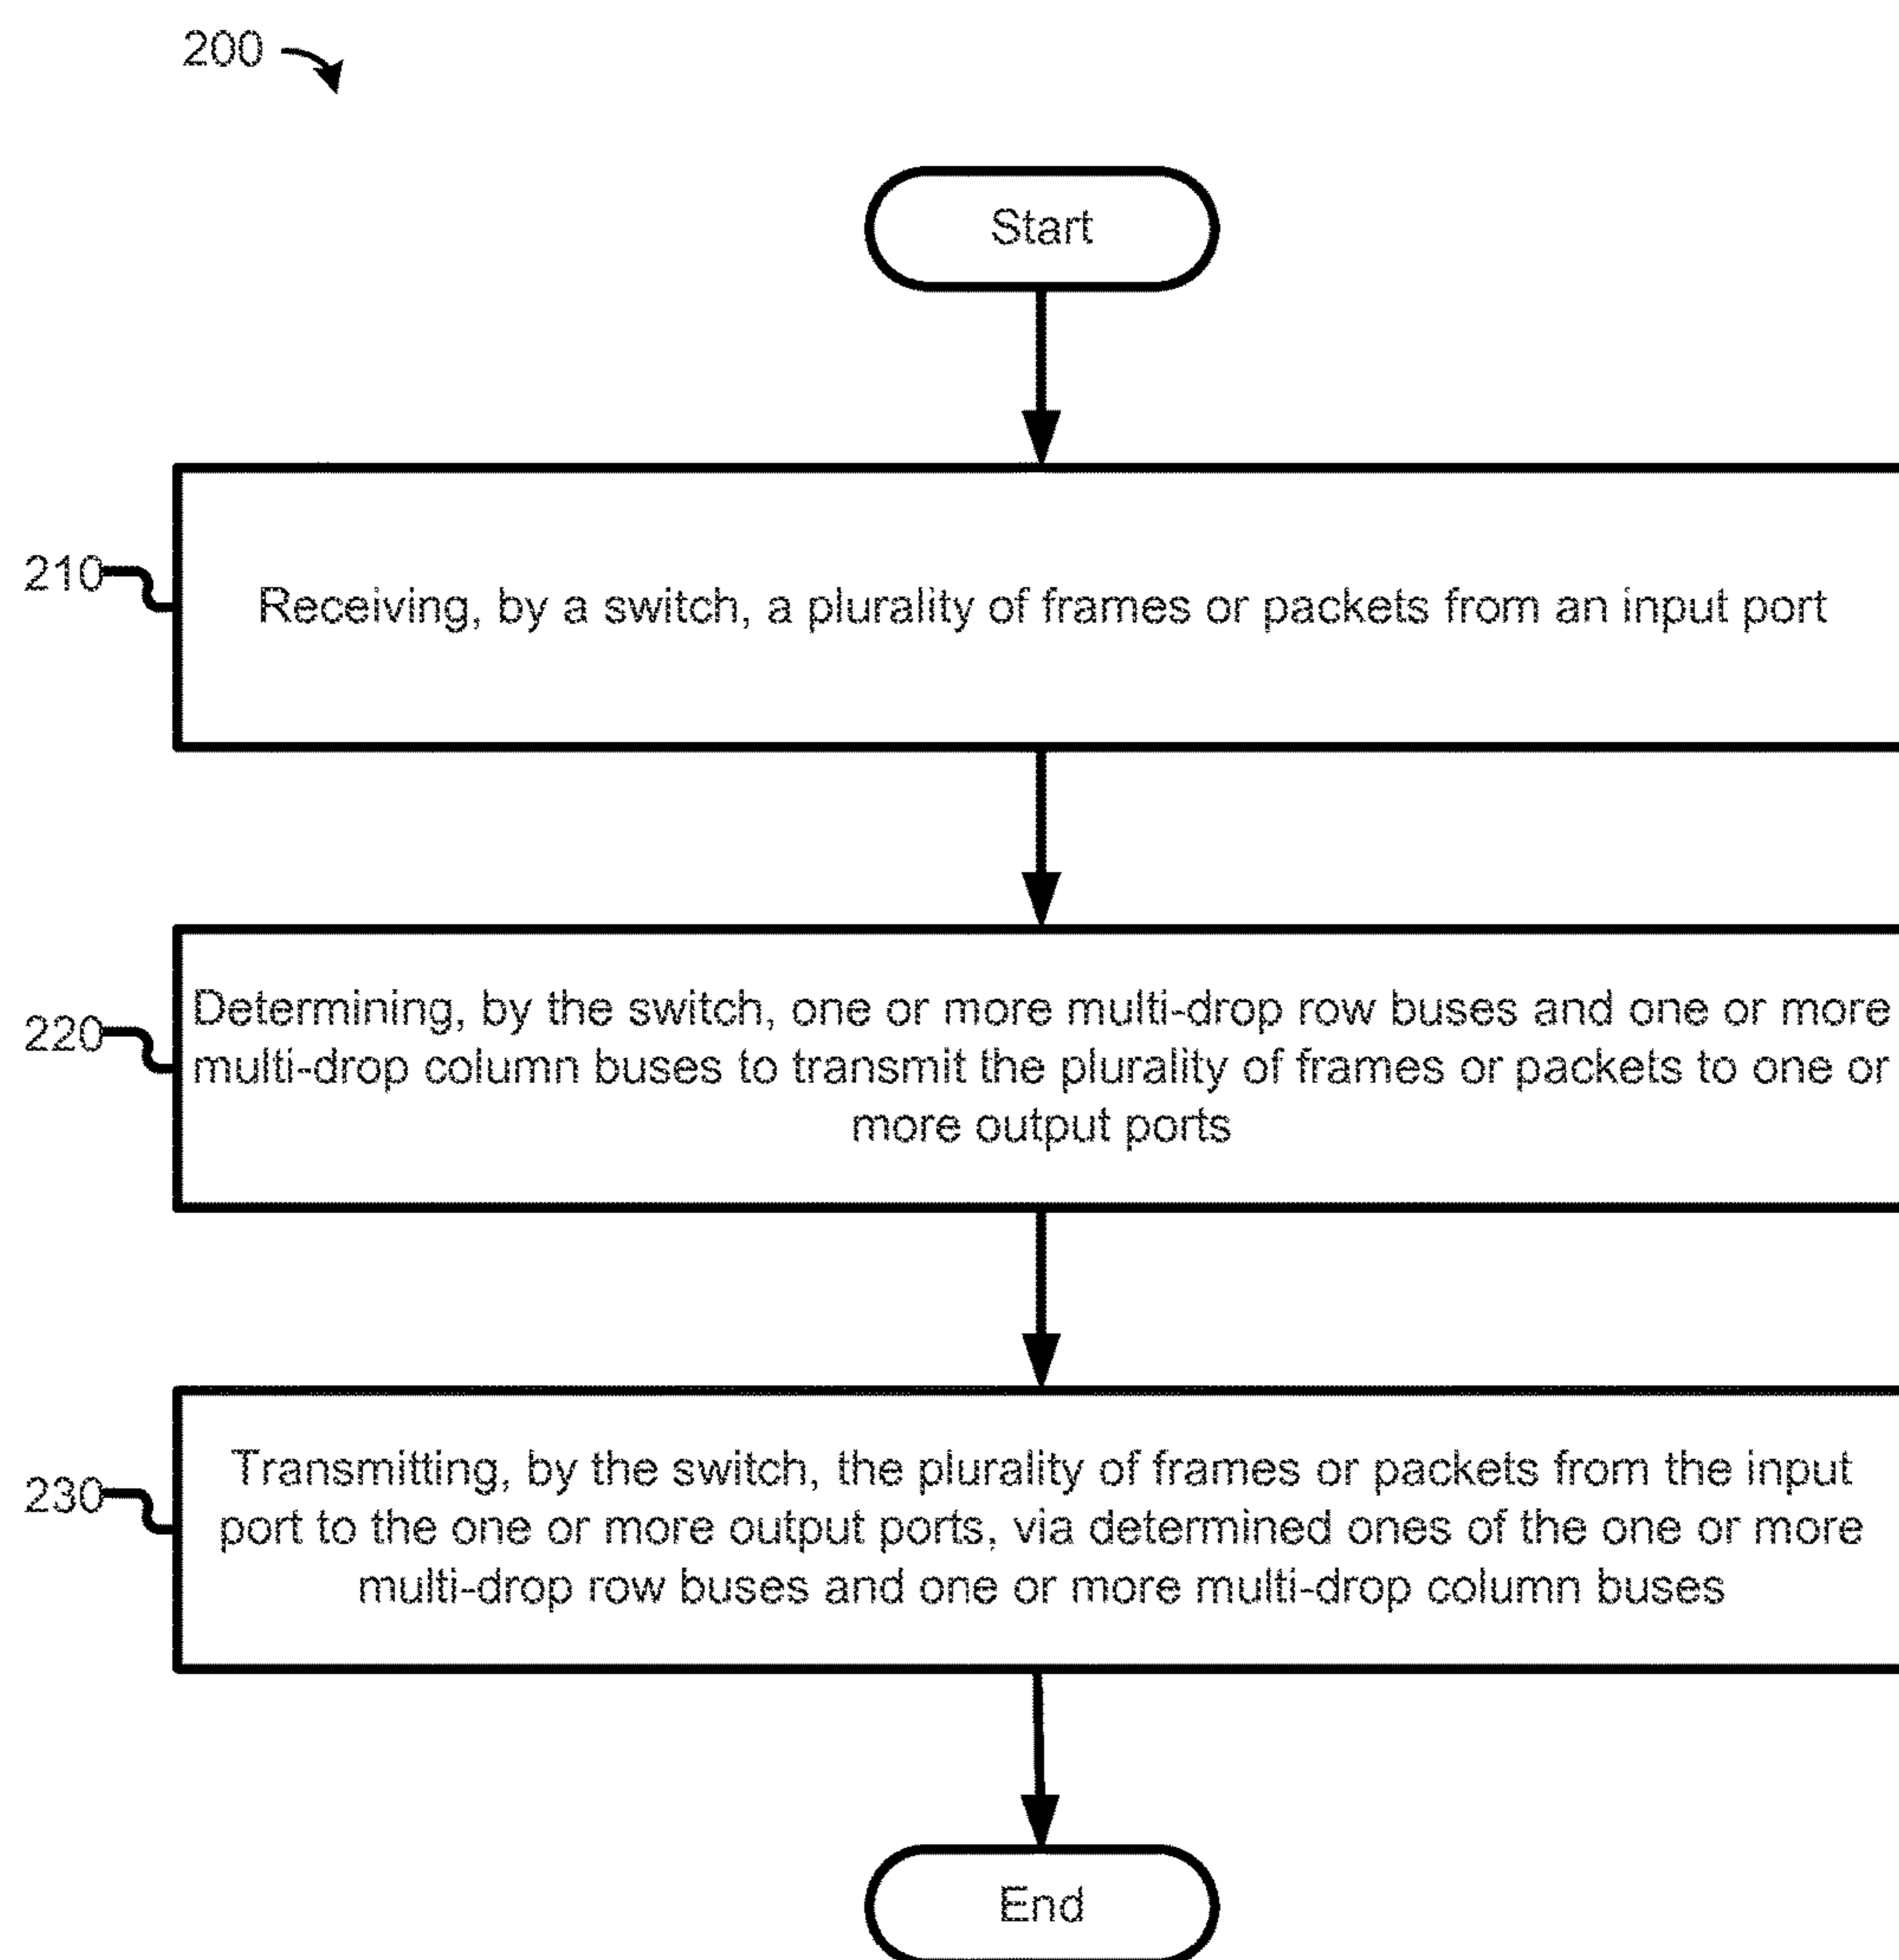 200
Start
210
Receiving, by a switch, a plurality of frames or packets from an input port
220
Determining, by the switch, one or more multi-drop row buses and one or more
multi-drop column buses to transmit the plurality of frames or packets to one or
more output ports
230
Transmitting, by the switch, the plurality of frames or packets from the input
port to the one or more output ports, via determined ones of the one or more
multi-drop row buses and one or more multi-drop column buses
End